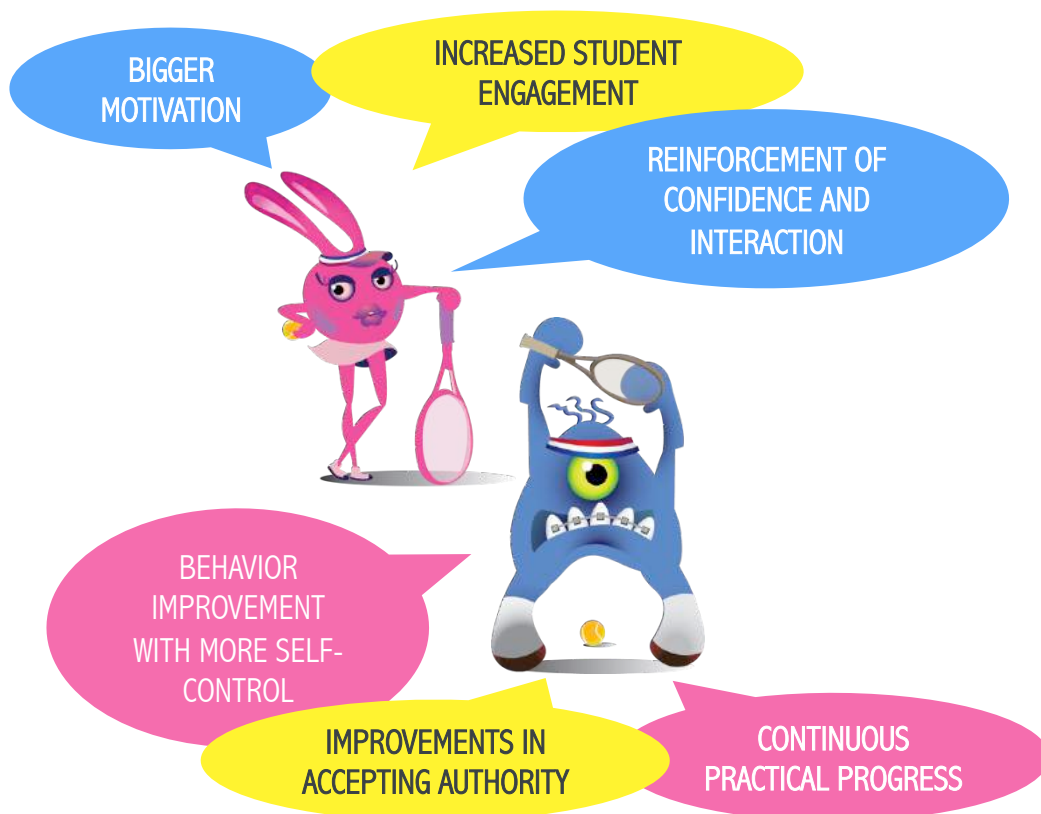 BIGGER
MOTIVATION
INCREASED STUDENT
ENGAGEMENT
REINFORCEMENT OF
CONFIDENCE AND
INTERACTION
BEHAVIOR
IMPROVEMENT
WITH MORE SELF-
CONTROL
IMPROVEMENTS IN
ACCEPTING AUTHORITY
CONTINUOUS
PRACTICAL PROGRESS